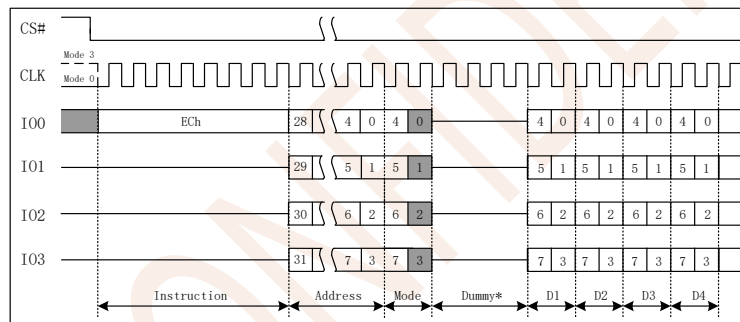 CS#
Mode 3
CLK
Mode 0
IO0 ECh 28 4 0 4 0 4 0 4 0 4 0 4 0
IO1 29 5 1 5 1 5 1 5 1 5 1 5 1
IO2 30 6 2 6 2 6 2 6 2 6 2 6 2
IO3 31 7 3 7 3 7 3 7 3 7 3 7 3
Instruction Address Mode Dummy* D1 D2 D3 D4